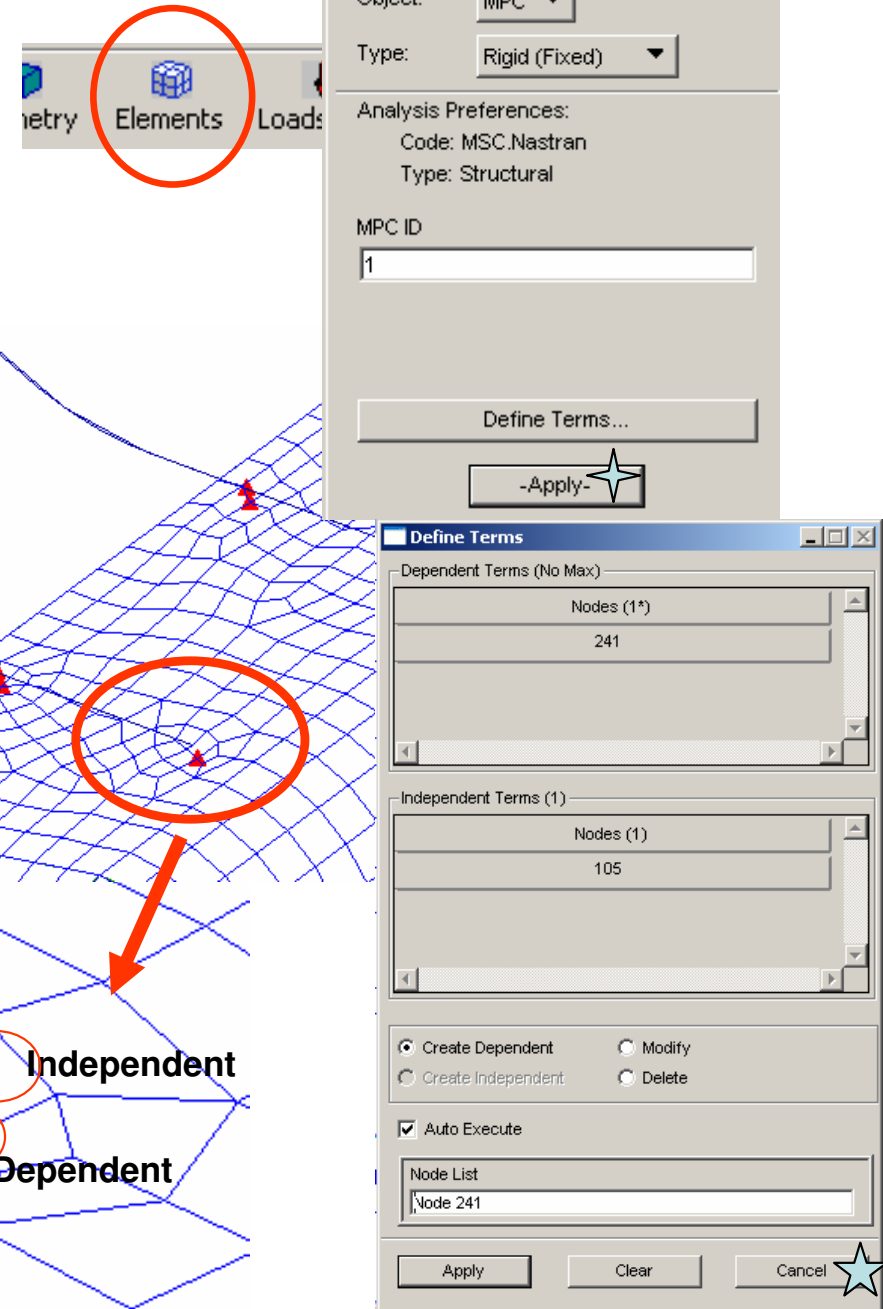 Object: MPC
Type: Rigid (Fixed)
Elements
Analysis Preferences:
Code: MSC.Nastran
Type: Structural
MPC ID
1
Define Terms...
-Apply-
Define Terms
Dependent Terms (No Max)
Nodes (1*)
241
Independent Terms (1)
Nodes (1)
105
Create Dependent Modify
Create Independent Delete
Auto Execute
Node List
Node 241
Apply Clear Cancel
Independent
Dependent